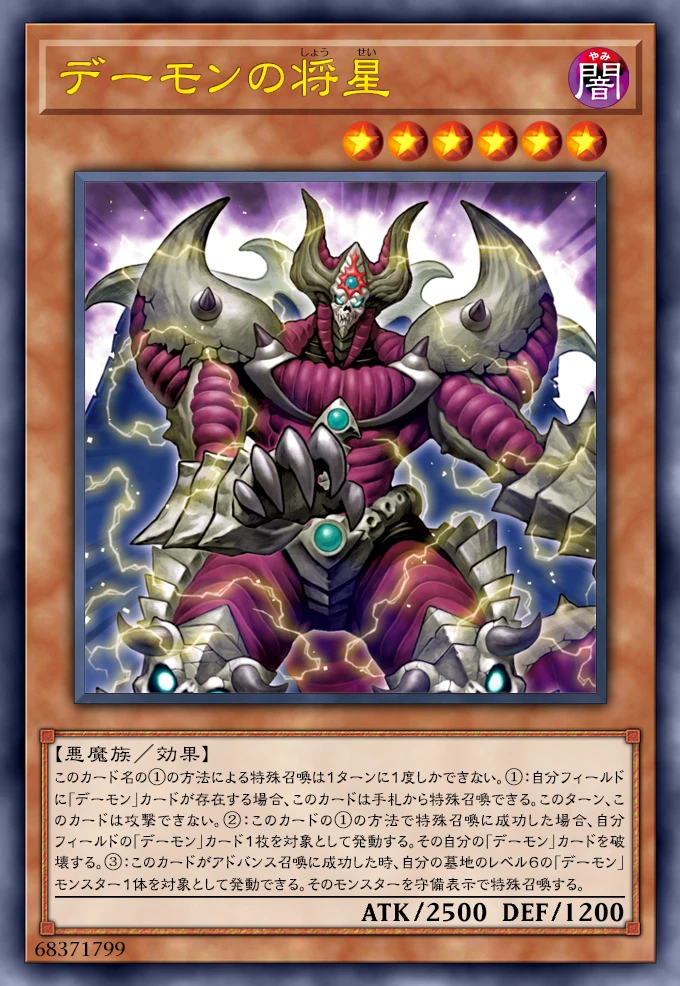 しょう せい
デーモンの将星
やみ
闇
【悪魔族／効果】
このカード名の①の方法による特殊召喚は1ターンに1度しかできない。①：自分フィールド
に「デーモン」カードが存在する場合、このカードは手札から特殊召喚できる。このターン、こ
のカードは攻撃できない。②：このカードの①の方法で特殊召喚に成功した場合、自分
フィールドの「デーモン」カード1枚を対象として発動する。その自分の「デーモン」カードを破
壊する。③：このカードがアドバンス召喚に成功した時、自分の墓地のレベル6の「デーモン」
モンスター1体を対象として発動できる。そのモンスターを守備表示で特殊召喚する。
ATK/2500 DEF/1200
68371799